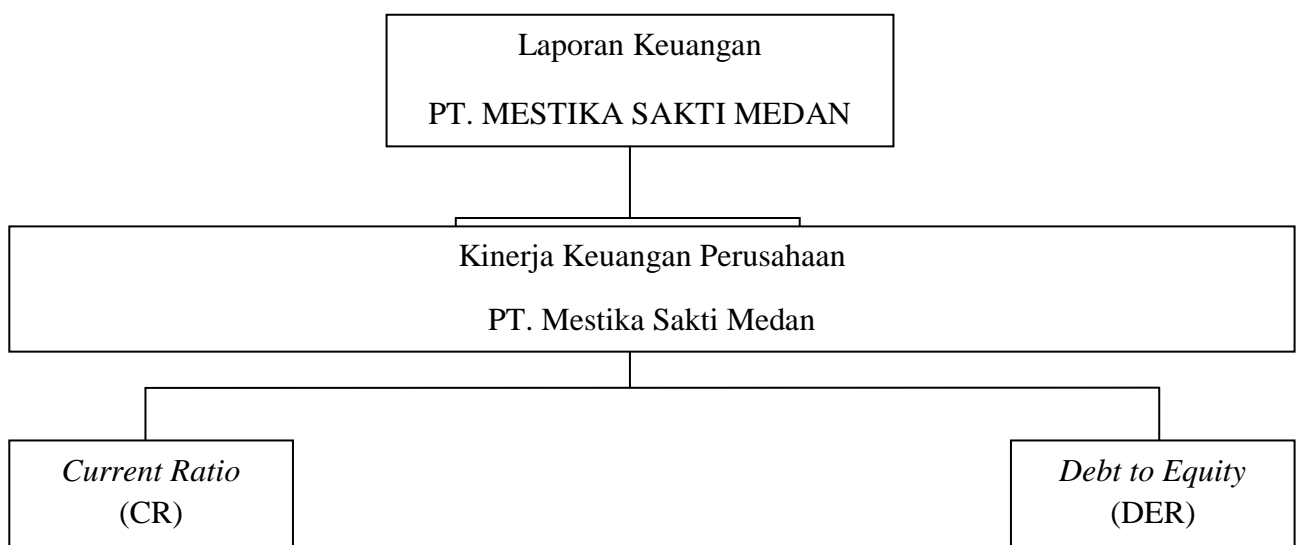 Laporan Keuangan
PT. MESTIKA SAKTI MEDAN
Kinerja Keuangan Perusahaan
PT. Mestika Sakti Medan
Current Ratio
(CR)
Debt to Equity
(DER)